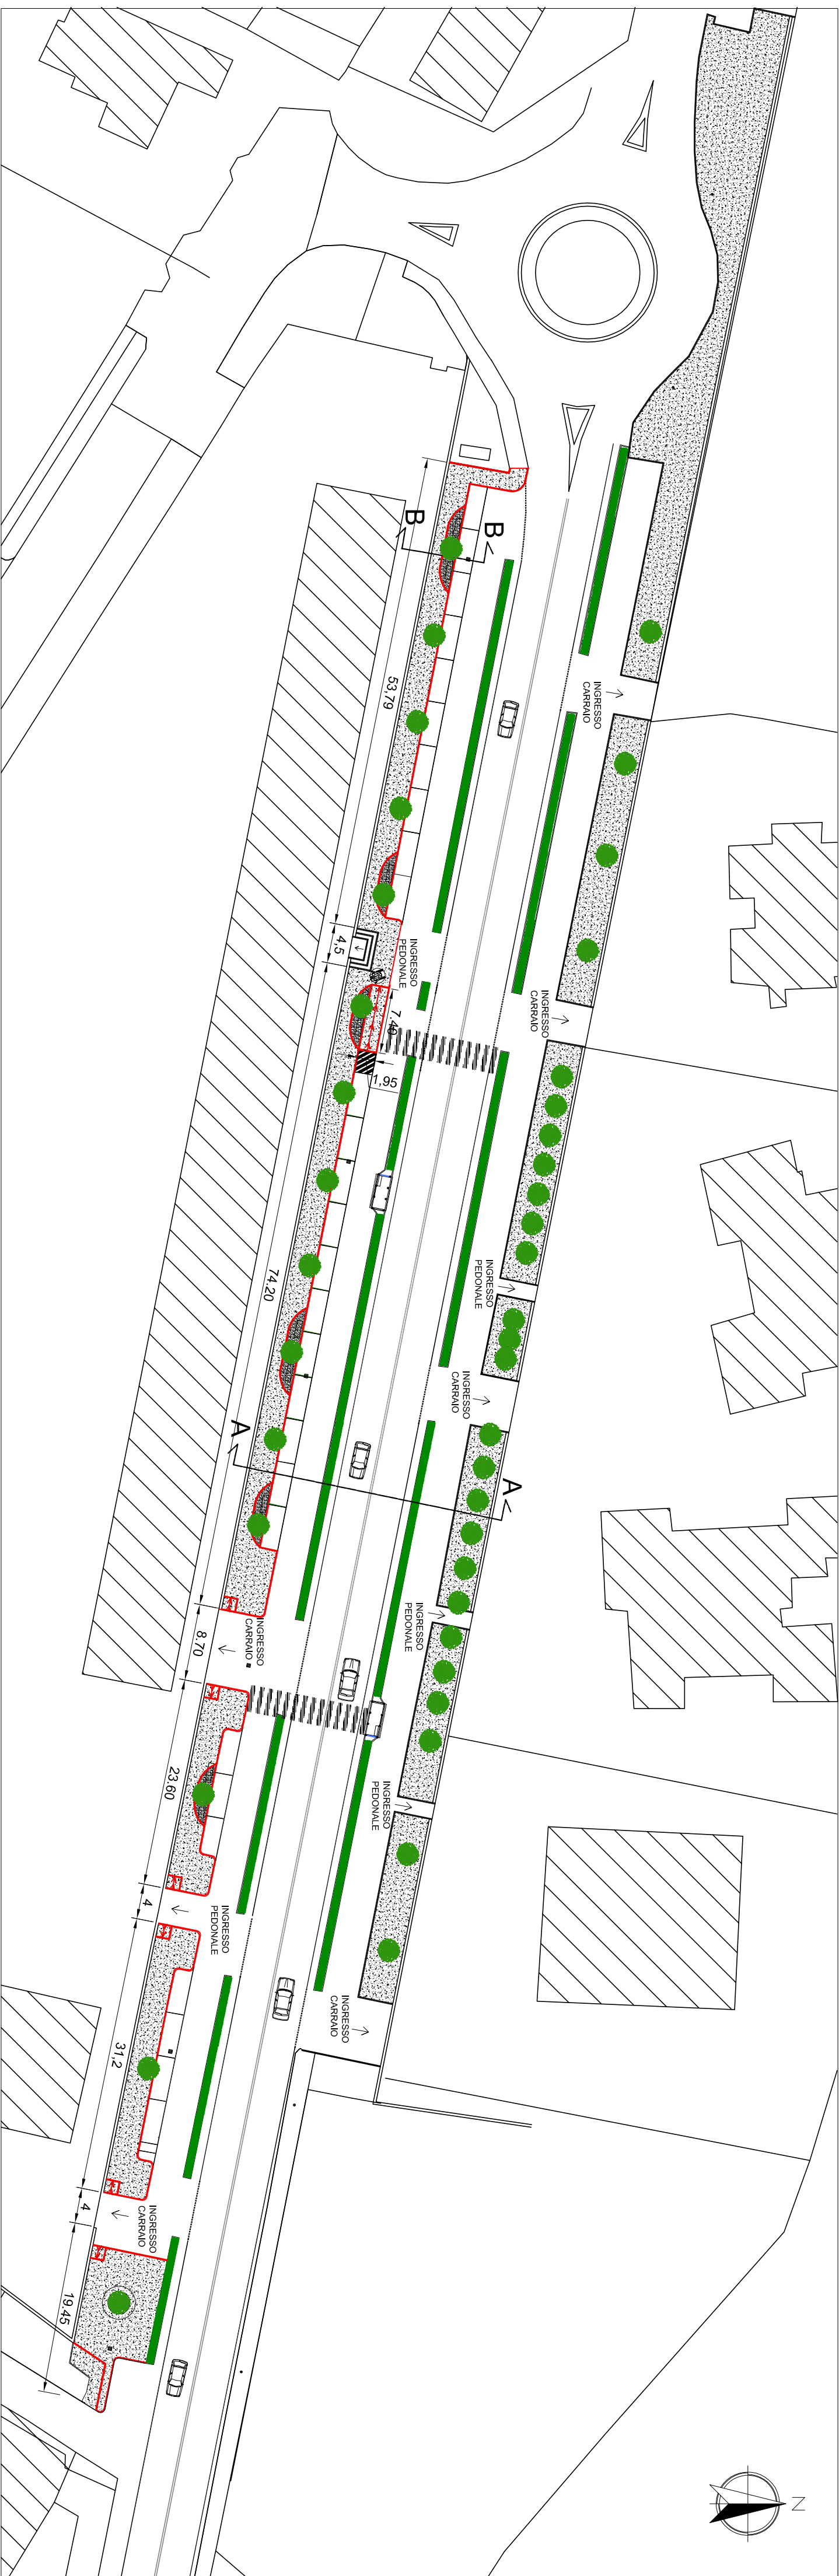 B
B
53,79
INGRESSO
CARRAIO
4,5
INGRESSO
PEDONALE
7,40
1,95
INGRESSO
CARRAIO
74.20
INGRESSO
PEDONALE
INGRESSO
CARRAIO
A
A
INGRESSO
PEDONALE
INGRESSO
CARRAIO
8.70
23,60
INGRESSO
PEDONALE
4
INGRESSO
PEDONALE
INGRESSO
CARRAIO
31,2
4
INGRESSO
CARRAIO
19.45
N